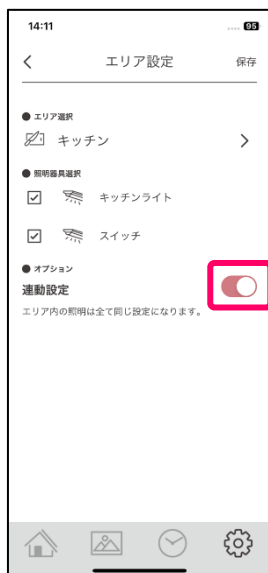 14:11
95
エリア設定
保存
● エリア選択
キッチン
● 照明器具選択
キッチンライト
スイッチ
● オプション
連動設定
エリア内の照明は全て同じ設定になります。